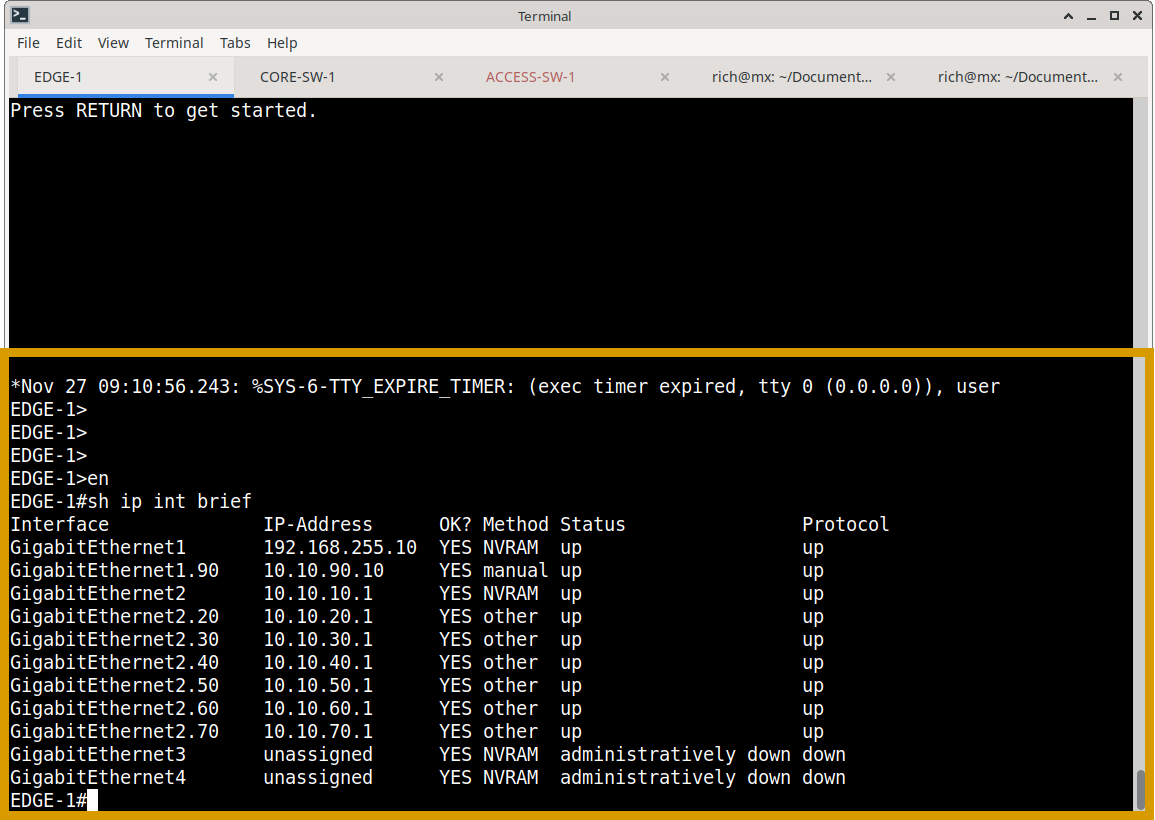 Terminal
File Edit View Terminal Tabs Help
EDGE-1 CORE-SW-1 ACCESS-SW-1 rich@mx: ~/Document... rich@mx: ~/Document...
Press RETURN to get started.
*Nov 27 09:10:56.243: %SYS-6-TTY_EXPIRE_TIMER: (exec timer expired, tty 0 (0.0.0.0)), user
EDGE-1>
EDGE-1>
EDGE-1>
EDGE-1>en
EDGE-1#sh ip int brief
Interface              IP-Address      OK? Method Status                Protocol
GigabitEthernet1       192.168.255.10  YES NVRAM  up                    up
GigabitEthernet1.90    10.10.90.10     YES manual up                    up
GigabitEthernet2       10.10.10.1      YES NVRAM  up                    up
GigabitEthernet2.20    10.10.20.1      YES other  up                    up
GigabitEthernet2.30    10.10.30.1      YES other  up                    up
GigabitEthernet2.40    10.10.40.1      YES other  up                    up
GigabitEthernet2.50    10.10.50.1      YES other  up                    up
GigabitEthernet2.60    10.10.60.1      YES other  up                    up
GigabitEthernet2.70    10.10.70.1      YES other  up                    up
GigabitEthernet3       unassigned      YES NVRAM  administratively down down
GigabitEthernet4       unassigned      YES NVRAM  administratively down down
EDGE-1#